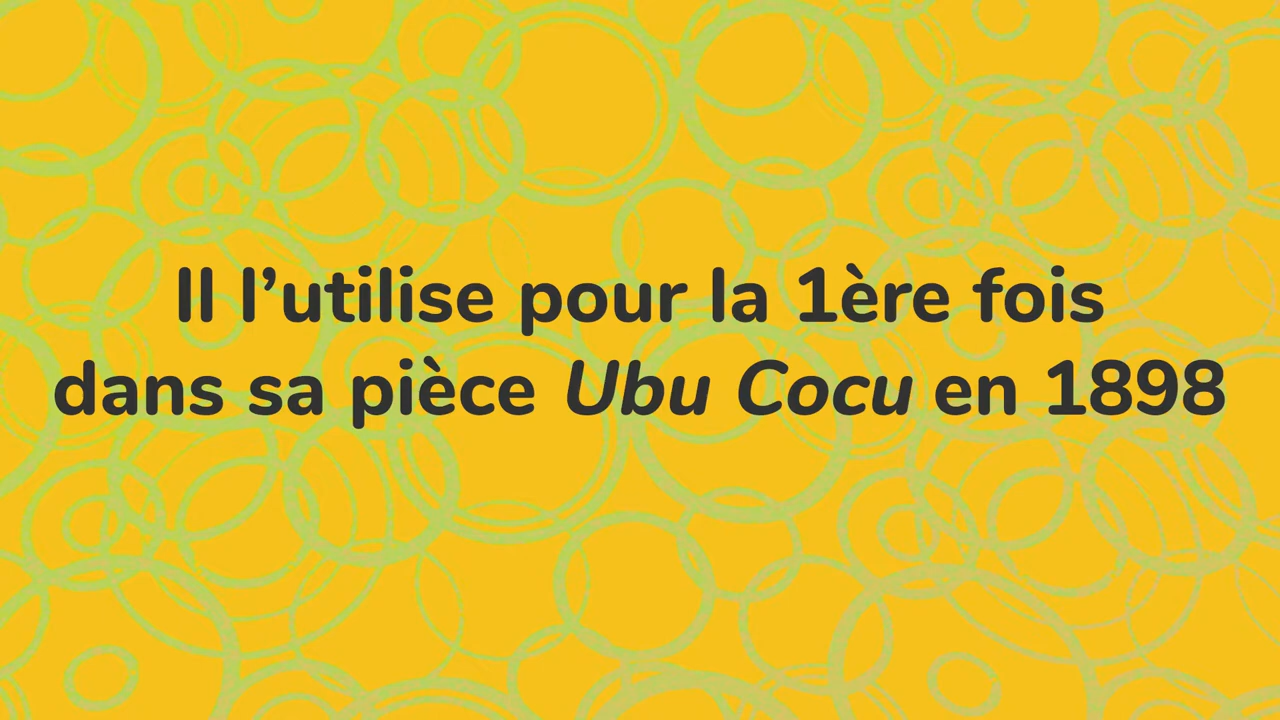 Il l’utilise pour la 1ère fois
dans sa pièce Ubu Cocu en 1898